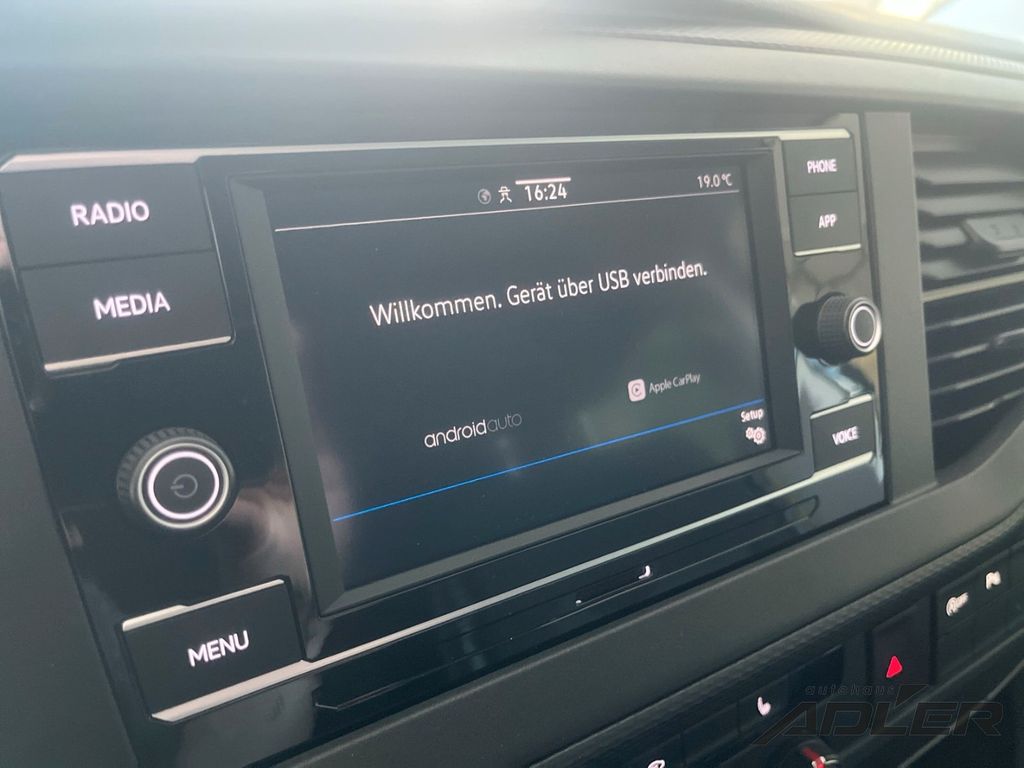 RADIO
MEDIA
MENU
16:24
19.0°C
Willkommen. Gerät über USB verbinden.
Apple CarPlay
androidauto
Setup
PHONE
APP
VOICE
autohaus
ADLER